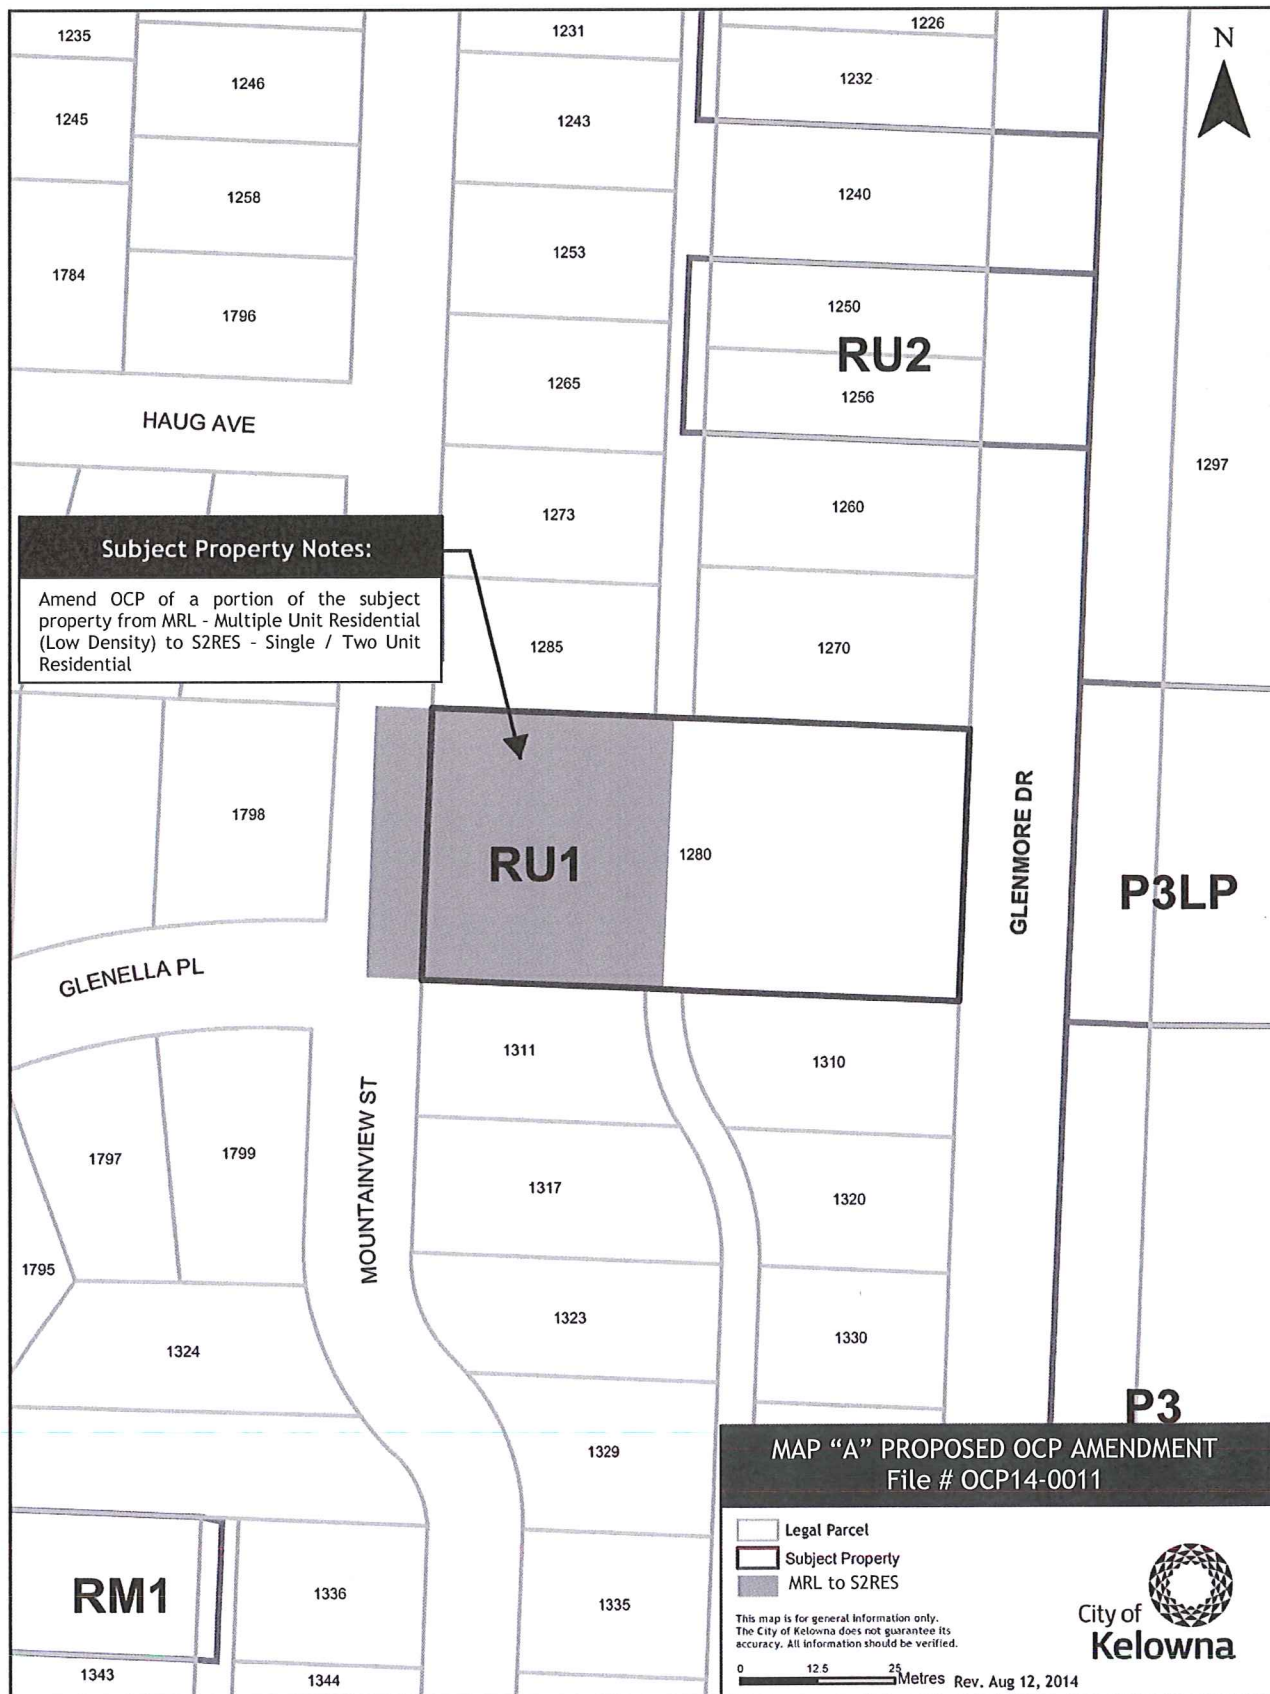 1235
1246
1231
1226
N
1232
1245
1243
1258
1240
1253
1784
1796
1250
RU2
1265
1256
HAUG AVE
1297
1273
1260
Subject Property Notes:
Amend OCP of a portion of the subject
property from MRL - Multiple Unit Residential
(Low Density) to S2RES - Single / Two Unit
Residential
1285
1270
1798
RU1
1280
GLENMORE DR
P3LP
GLENELLA PL
1311
1310
MOUNTAINVIEW ST
1797
1799
1317
1320
1795
1323
1330
1324
P3
1329
MAP “A” PROPOSED OCP AMENDMENT
File # OCP14-0011
Legal Parcel
Subject Property
MRL to S2RES
RM1
1336
1335
This map is for general information only.
The City of Kelowna does not guarantee its
accuracy. All information should be verified.
City of
Kelowna
1343
1344
0 12.5 25 Metres Rev. Aug 12, 2014